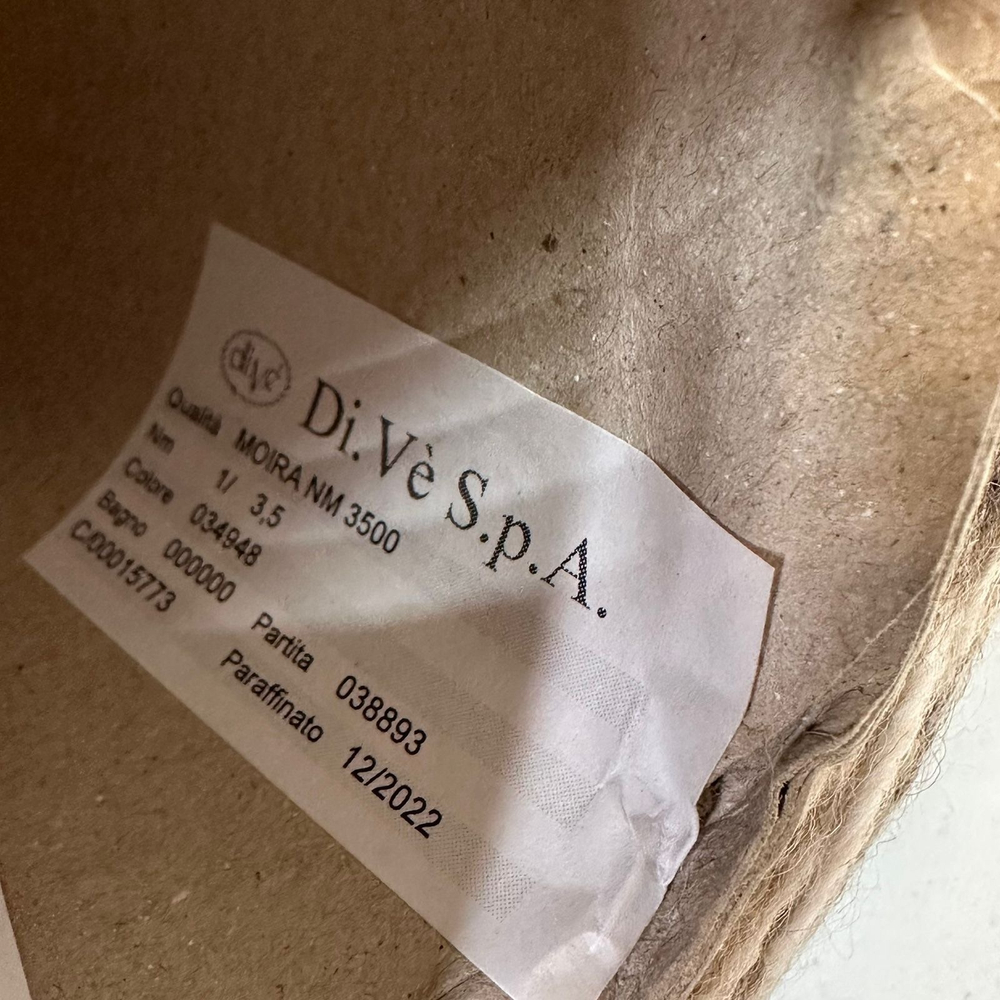 divé Di.Vè S.p.A.
Qualità MOIRA NM 3500
Nm 1/ 3,5
Colore 034948
Bagno 000000 Partita 038893
C/00015773 Paraffinato 12/2022